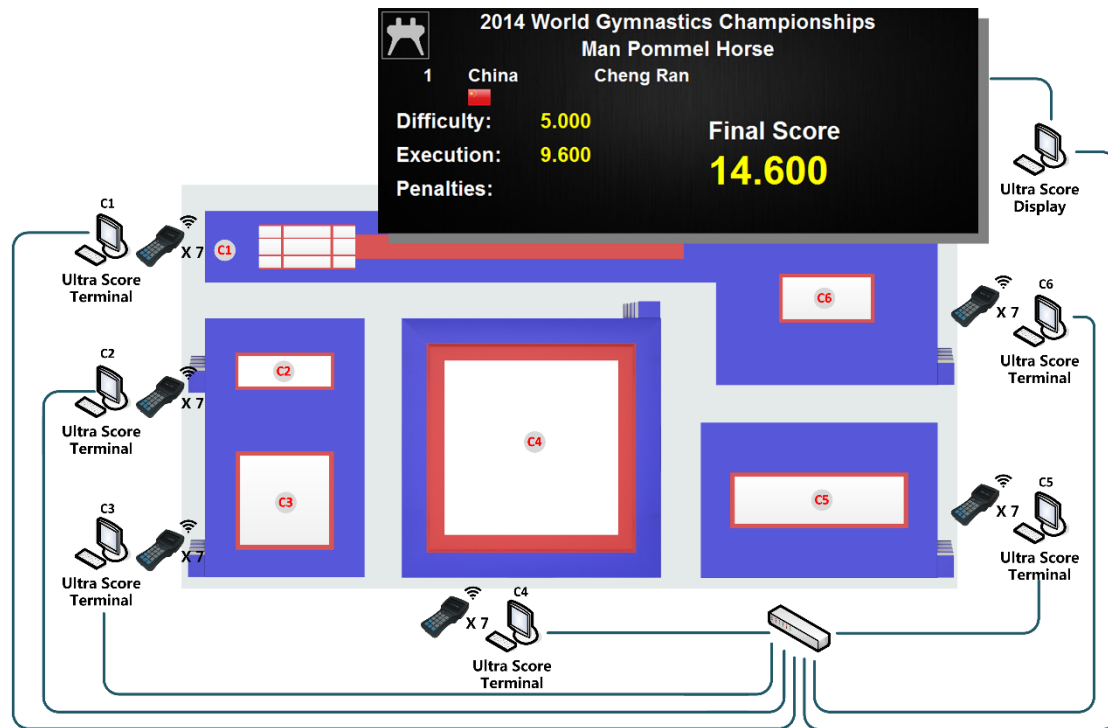 2014 World Gymnastics Championships
Man Pommel Horse
1 China Cheng Ran
Difficulty: 5.000
Execution: 9.600
Penalties:
Final Score
14.600
Ultra Score
Display
C1
X 7
Ultra Score
Terminal
C1
C6
C6
X 7
Ultra Score
Terminal
C2
X 7
Ultra Score
Terminal
C2
C4
C3
X 7
Ultra Score
Terminal
C3
C5
C5
X 7
Ultra Score
Terminal
C4
X 7
Ultra Score
Terminal